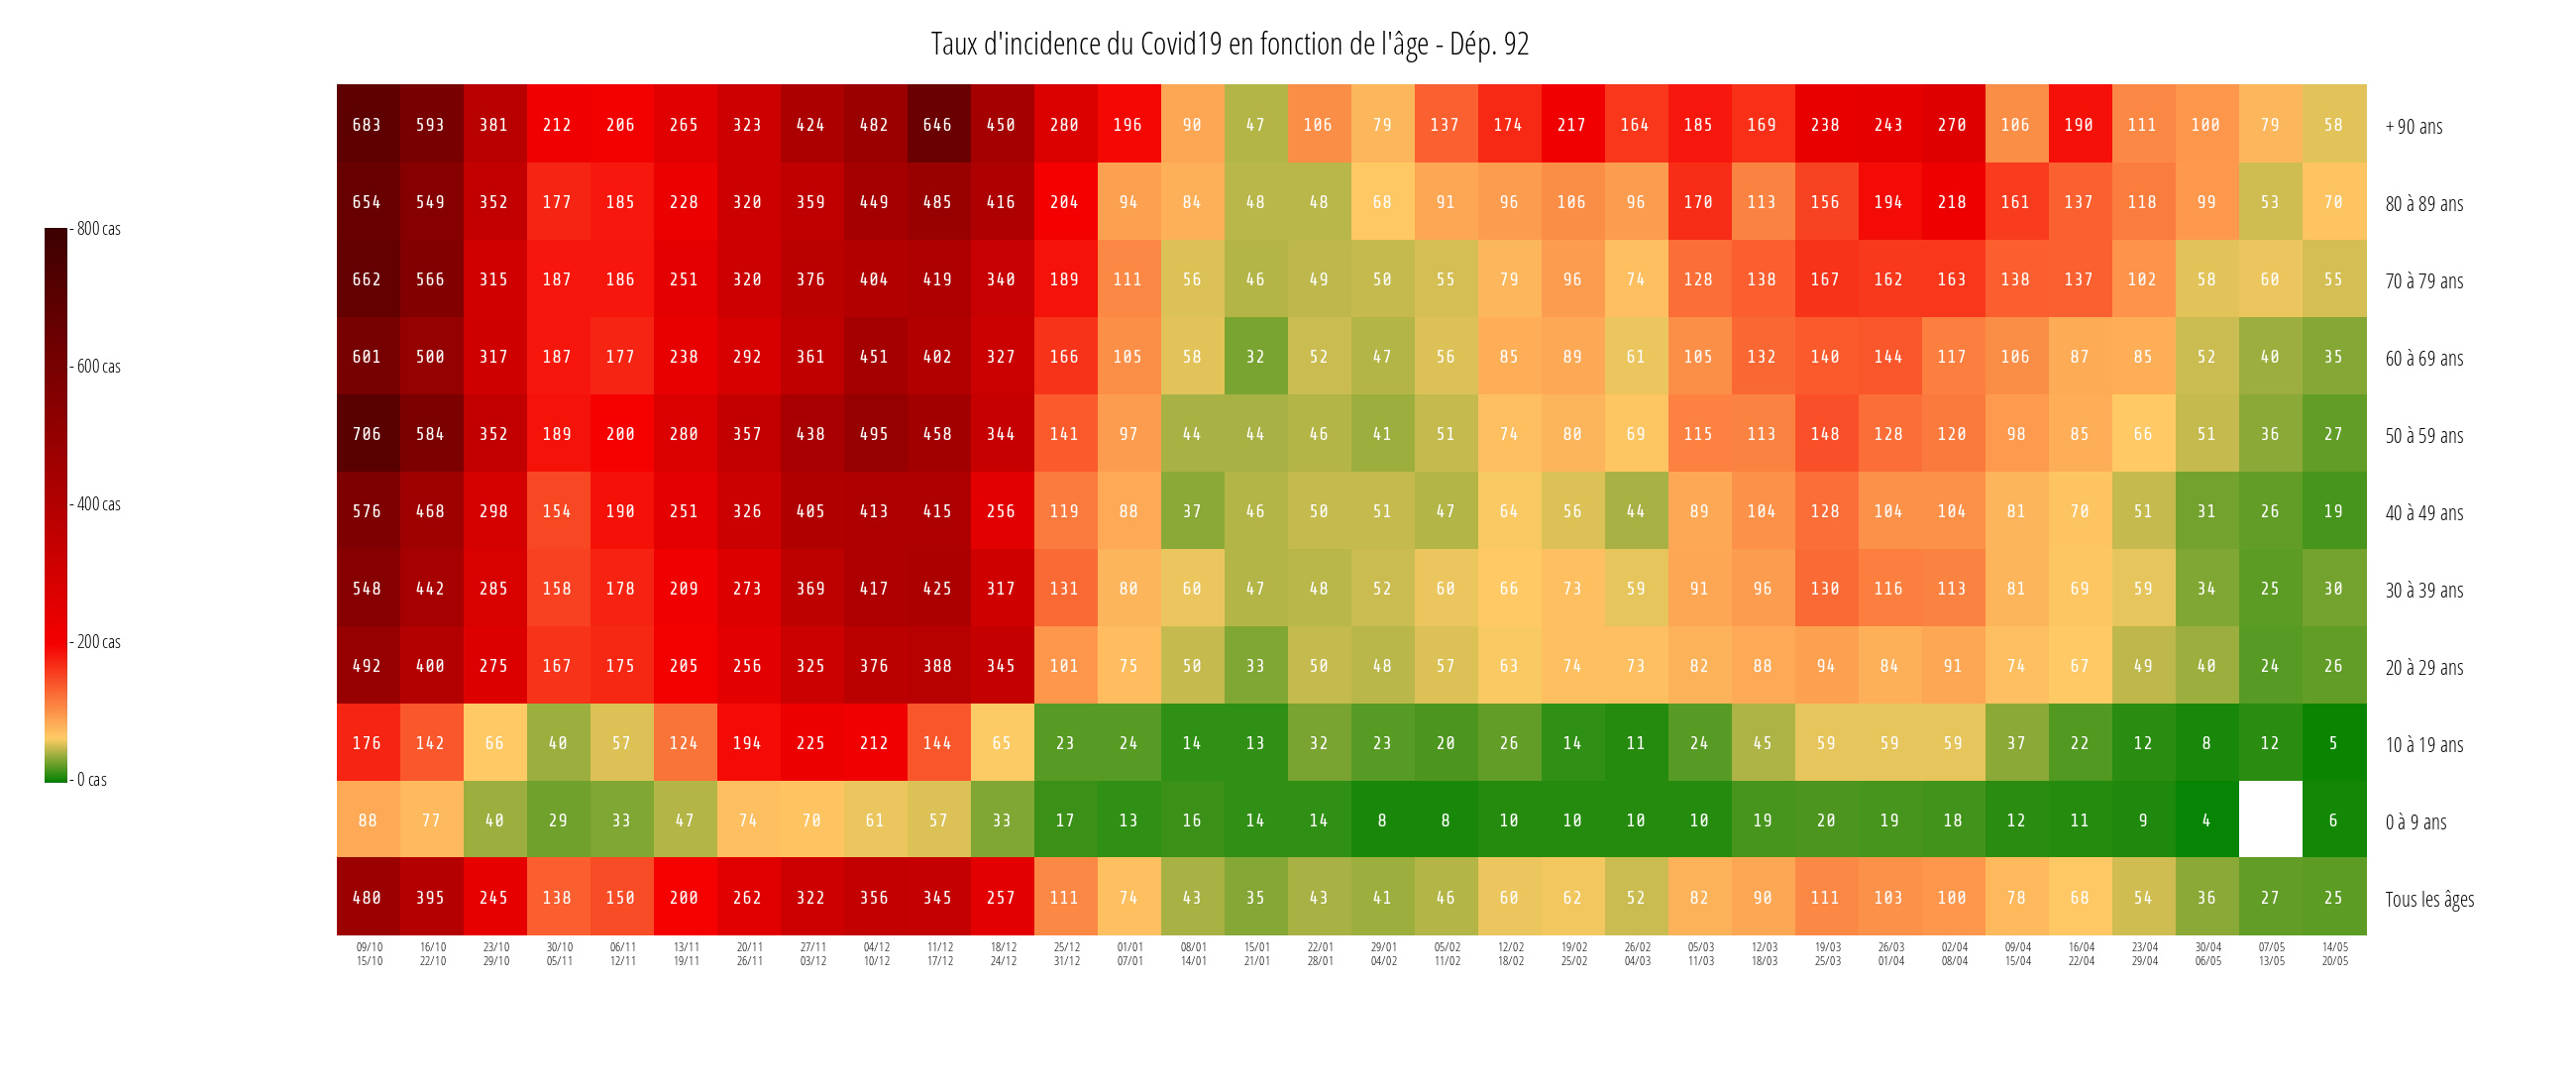 Taux d'incidence du Covid19 en fonction de l'âge - Dép. 92
- 800 cas
- 600 cas
- 400 cas
- 200 cas
- 0 cas
683 593 381 212 206 265 323 424 482 646 450 280 196 90 47 106 79 137 174 217 164 185 169 238 243 270 106 190 111 100 79 58 + 90 ans
654 549 352 177 185 228 320 359 449 485 416 204 94 84 48 48 68 91 96 106 96 170 113 156 194 218 161 137 118 99 53 70 80 à 89 ans
662 566 315 187 186 251 320 376 404 419 340 189 111 56 46 49 50 55 79 96 74 128 138 167 162 163 138 137 102 58 60 55 70 à 79 ans
601 500 317 187 177 238 292 361 451 402 327 166 105 58 32 52 47 56 85 89 61 105 132 140 144 117 106 87 85 52 40 35 60 à 69 ans
706 584 352 189 200 280 357 438 495 458 344 141 97 44 44 46 41 51 74 80 69 115 113 148 128 120 98 85 66 51 36 27 50 à 59 ans
576 468 298 154 190 251 326 405 413 415 256 119 88 37 46 50 51 47 64 56 44 89 104 128 104 104 81 70 51 31 26 19 40 à 49 ans
548 442 285 158 178 209 273 369 417 425 317 131 80 60 47 48 52 60 66 73 59 91 96 130 116 113 81 69 59 34 25 30 30 à 39 ans
492 400 275 167 175 205 256 325 376 388 345 101 75 50 33 50 48 57 63 74 73 82 88 94 84 91 74 67 49 40 24 26 20 à 29 ans
176 142 66 40 57 124 194 225 212 144 65 23 24 14 13 32 23 20 26 14 11 24 45 59 59 59 37 22 12 8 12 5 10 à 19 ans
88 77 40 29 33 47 74 70 61 57 33 17 13 16 14 14 8 8 10 10 10 10 19 20 19 18 12 11 9 4 6 0 à 9 ans
480 395 245 138 150 200 262 322 356 345 257 111 74 43 35 43 41 46 60 62 52 82 90 111 103 100 78 68 54 36 27 25 Tous les âges
09/10 16/10 23/10 30/10 06/11 13/11 20/11 27/11 04/12 11/12 18/12 25/12 01/01 08/01 15/01 22/01 29/01 05/02 12/02 19/02 26/02 05/03 12/03 19/03 26/03 02/04 09/04 16/04 23/04 30/04 07/05 14/05
15/10 22/10 29/10 05/11 12/11 19/11 26/11 03/12 10/12 17/12 24/12 31/12 07/01 14/01 21/01 28/01 04/02 11/02 18/02 25/02 04/03 11/03 18/03 25/03 01/04 08/04 15/04 22/04 29/04 06/05 13/05 20/05